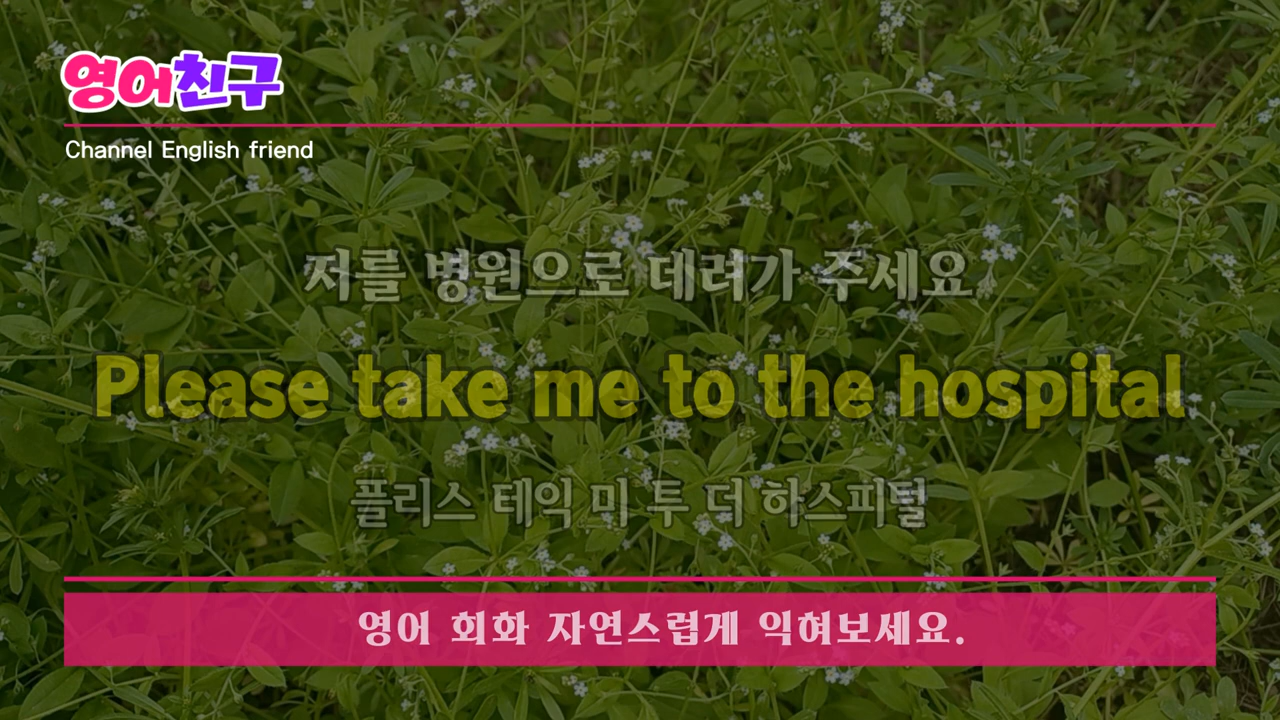 영어친구
Channel English friend
저를 병원으로 데려가 주세요
Please take me to the hospital
플리스 테익 미 투 더 하스피털
영어 회화 자연스럽게 익혀보세요.